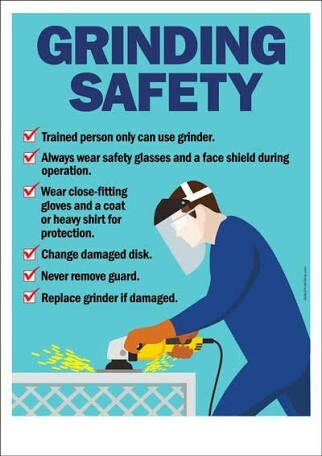 GRINDING
SAFETY
Trained person only can use grinder.
Always wear safety glasses and a face shield during
operation.
Wear close-fitting
gloves and a coat
or heavy shirt for
protection.
Change damaged disk.
Never remove guard.
Replace grinder if damaged.